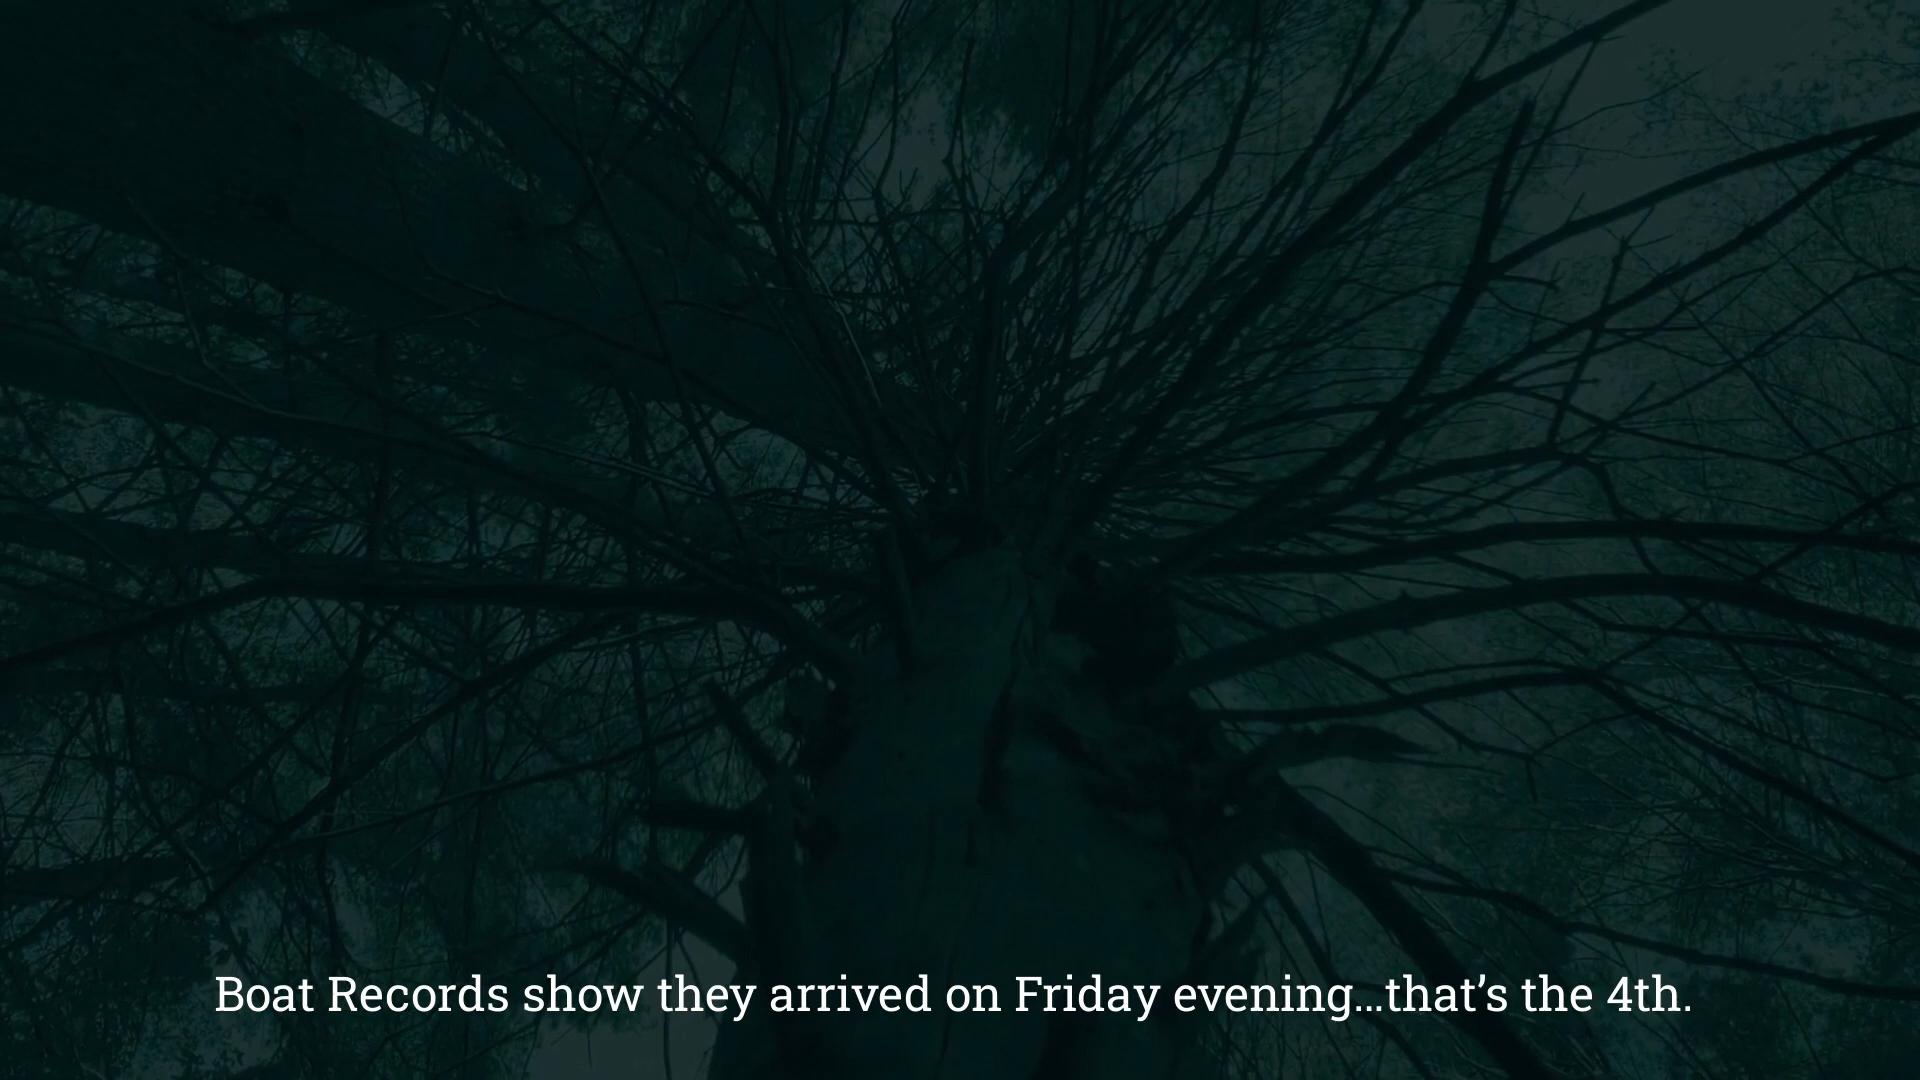 Boat Records show they arrived on Friday evening...that’s the 4th.